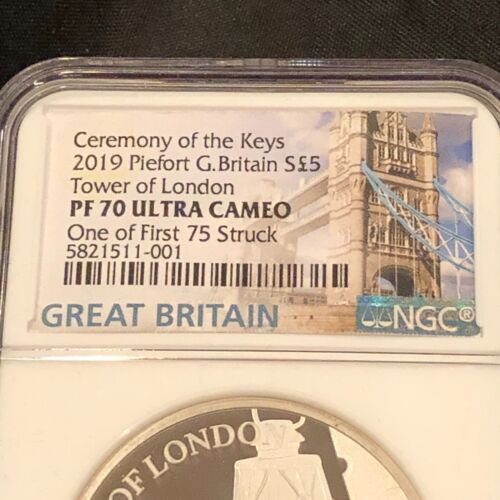 Ceremony of the Keys
2019 Piefort G.Britain S£5
Tower of London
PF 70 ULTRA CAMEO
One of First 75 Struck
5821511-001
GREAT BRITAIN
NGC®
OF LONDON